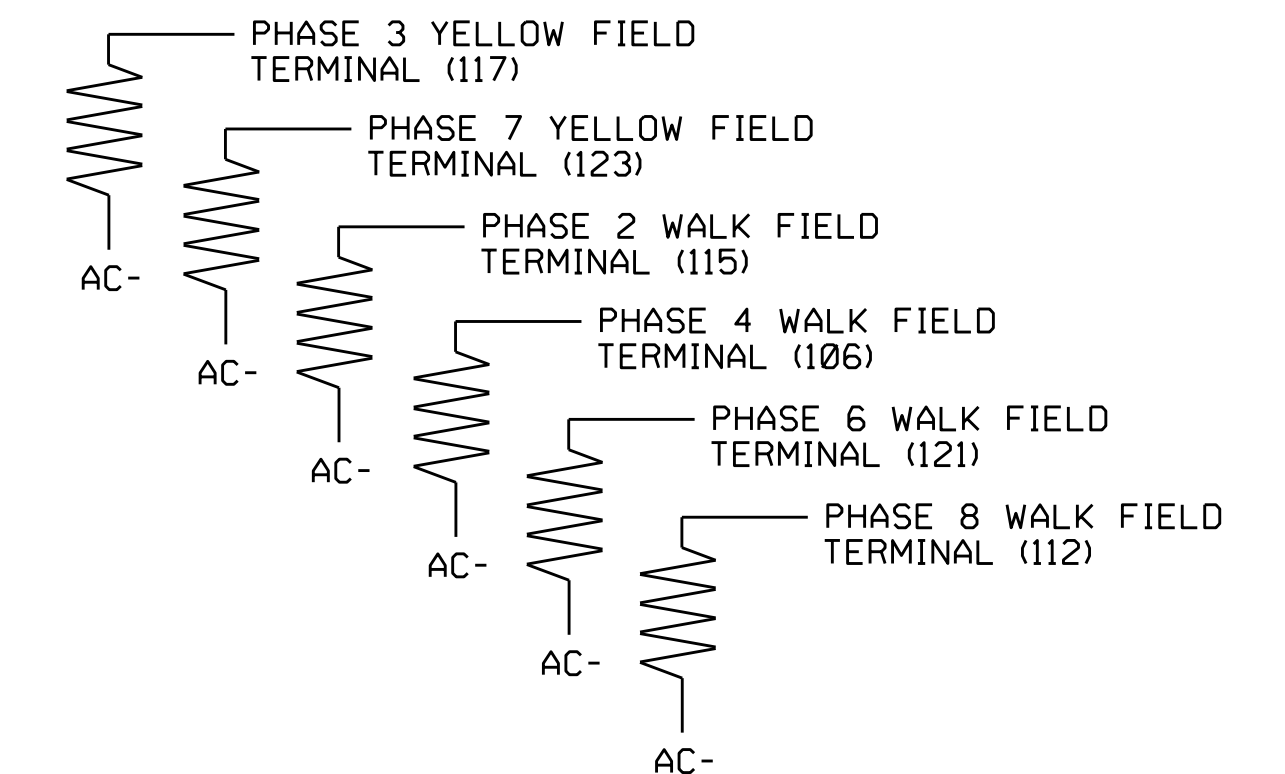 PHASE 3 YELLOW FIELD
TERMINAL (117)
AC-
PHASE 7 YELLOW FIELD
TERMINAL (123)
AC-
PHASE 2 WALK FIELD
TERMINAL (115)
AC-
PHASE 4 WALK FIELD
TERMINAL (106)
AC-
PHASE 6 WALK FIELD
TERMINAL (121)
AC-
PHASE 8 WALK FIELD
TERMINAL (112)
AC-